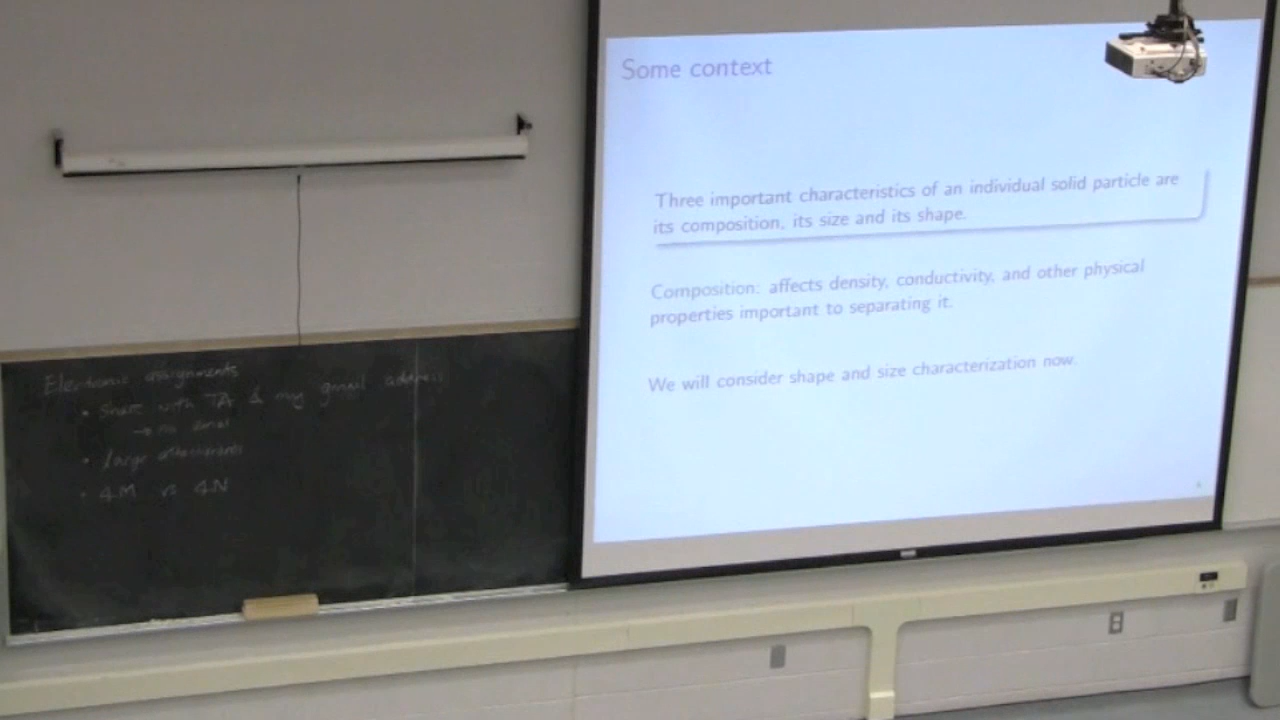 Electronic assignments
• share with TA & my gmail address
→ no email
• large attachments
• 4M vs 4N
Some context
Three important characteristics of an individual solid particle are
its composition, its size and its shape.
Composition: affects density, conductivity, and other physical
properties important to separating it.
We will consider shape and size characterization now.